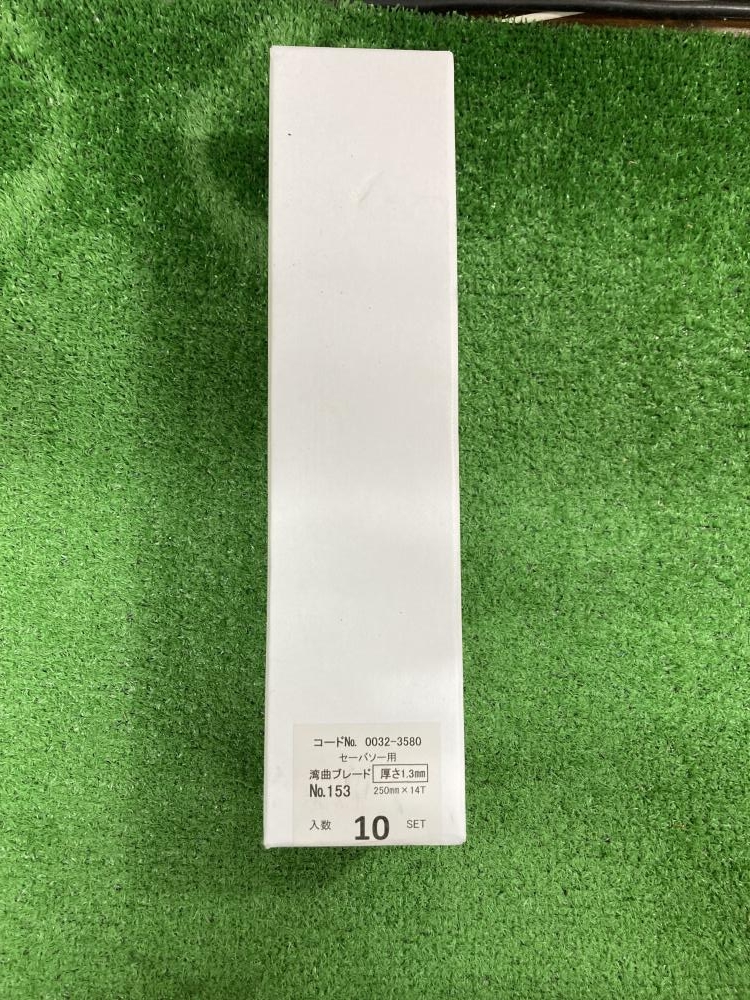 コードNo. 0032-3580
セーバソー用
湾曲ブレード 厚さ1.3mm
No.153 250mm×14T
入数 10 SET